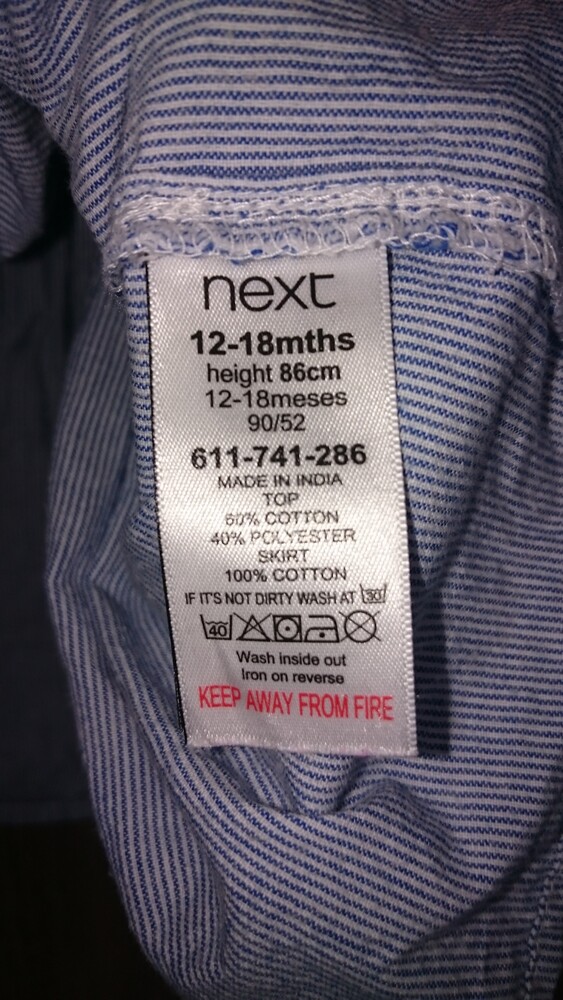 next
12-18mths
height 86cm
12-18meses
90/52
611-741-286
MADE IN INDIA
TOP
60% COTTON
40% POLYESTER
SKIRT
100% COTTON
IF IT'S NOT DIRTY WASH AT 30
40
Wash inside out
Iron on reverse
KEEP AWAY FROM FIRE